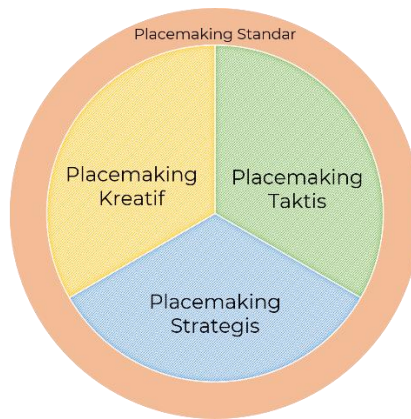 Placemaking Standar
Placemaking
Kreatif
Placemaking
Taktis
Placemaking
Strategis